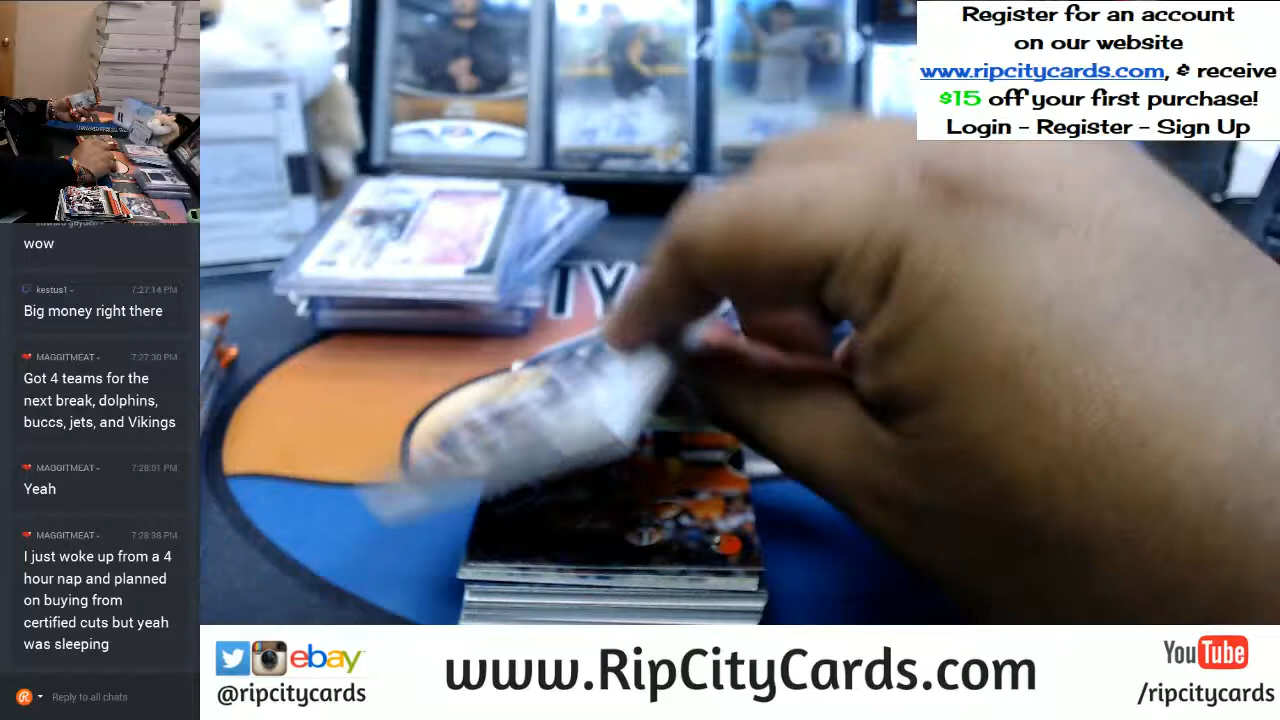 Register for an account
on our website
www.ripcitycards.com, & receive
$15 off your first purchase!
Login - Register - Sign Up
wow
kestus1 7:27:14 PM
Big money right there
MAGGITMEAT 7:27:30 PM
Got 4 teams for the
next break, dolphins,
buccs, jets, and Vikings
MAGGITMEAT 7:28:01 PM
Yeah
MAGGITMEAT 7:28:38 PM
I just woke up from a 4
hour nap and planned
on buying from
certified cuts but yeah
was sleeping
Reply to all chats
TY
ebay
@ripcitycards
www.RipCityCards.com
YouTube
/ripcitycards